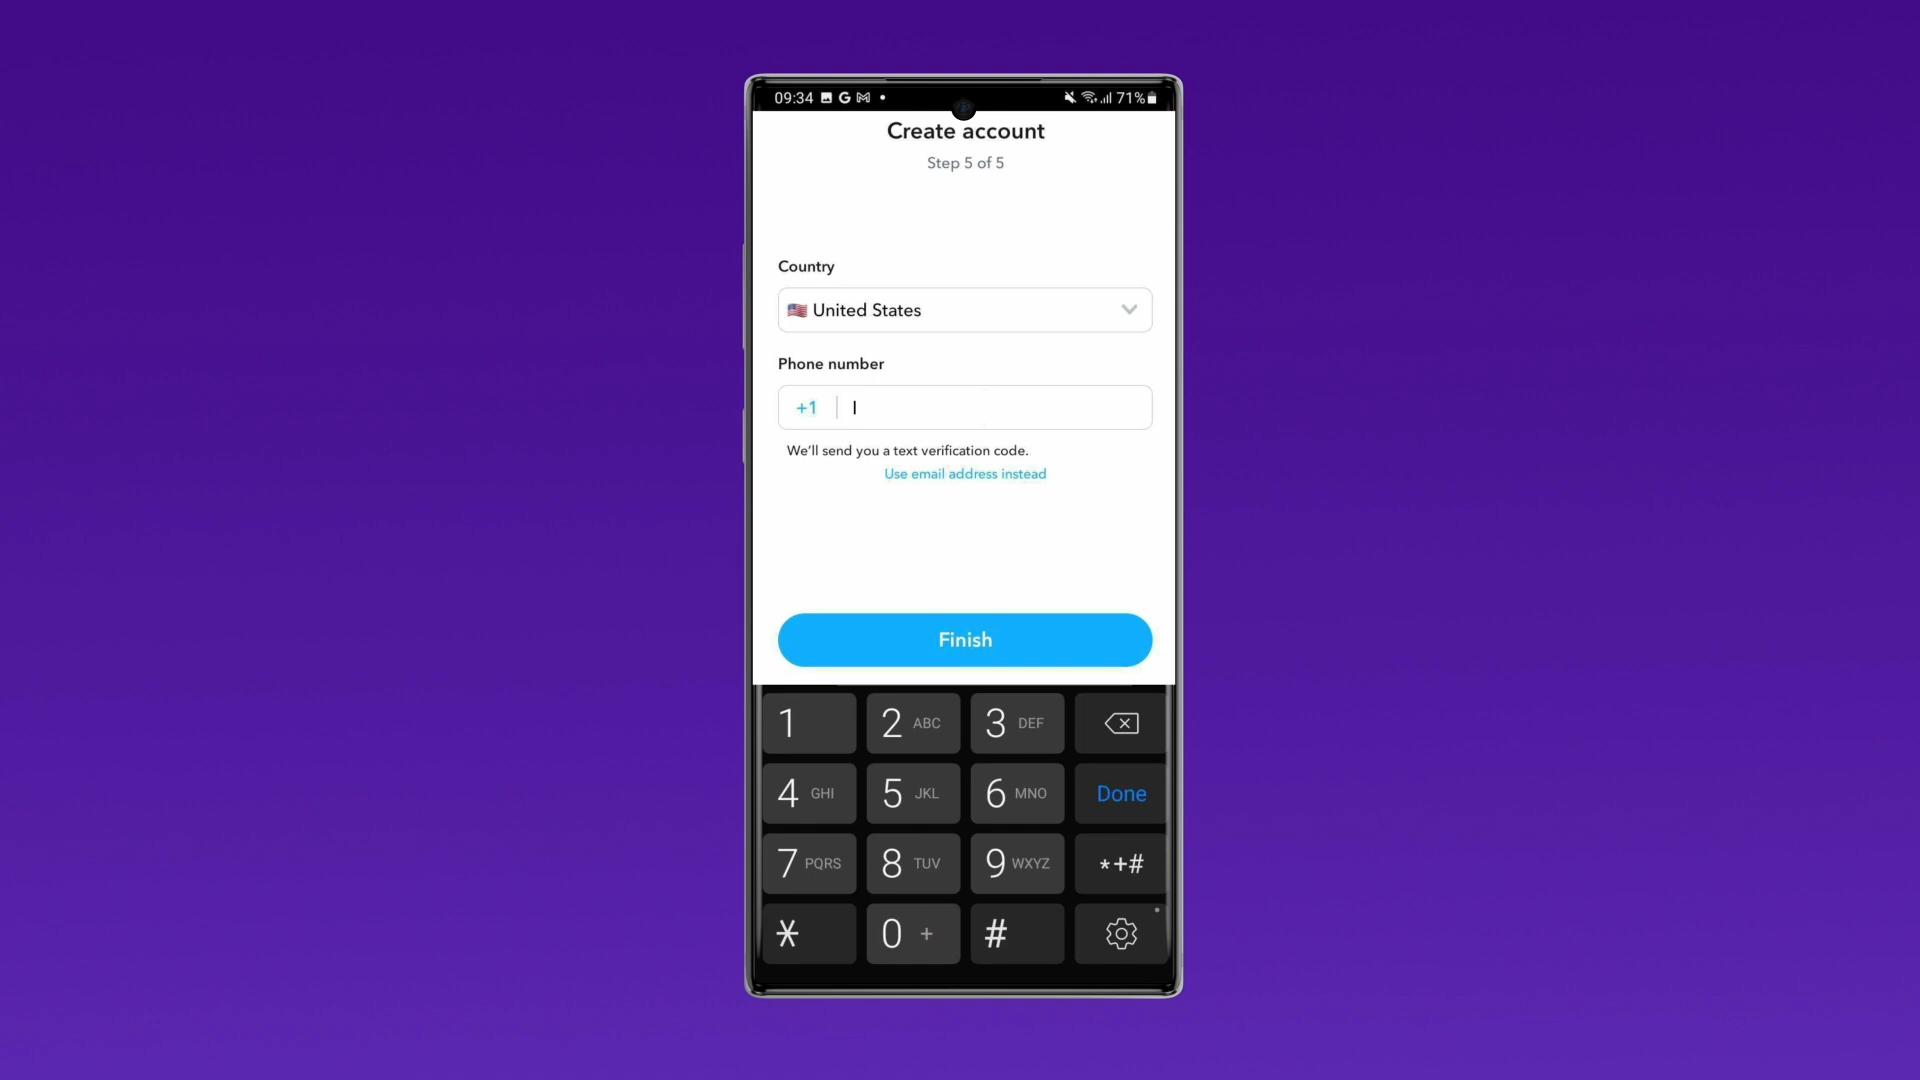 09:34 G M 71%
Create account
Step 5 of 5
Country
United States
Phone number
+1
We’ll send you a text verification code.
Use email address instead
Finish
1 2 ABC 3 DEF
4 GHI 5 JKL 6 MNO Done
7 PQRS 8 TUV 9 WXYZ *+#
* 0 + #